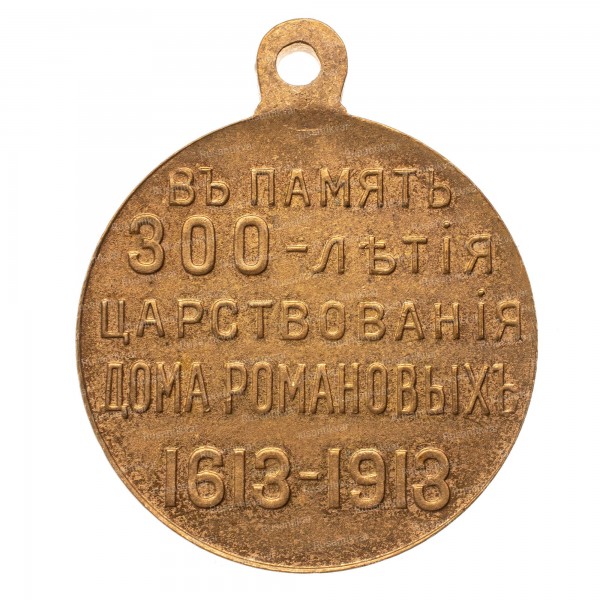 ВЪ ПАМЯТЬ
300-ЛѢТІЯ
ЦАРСТВОВАНІЯ
ДОМА РОМАНОВЫХЪ
1613-1913